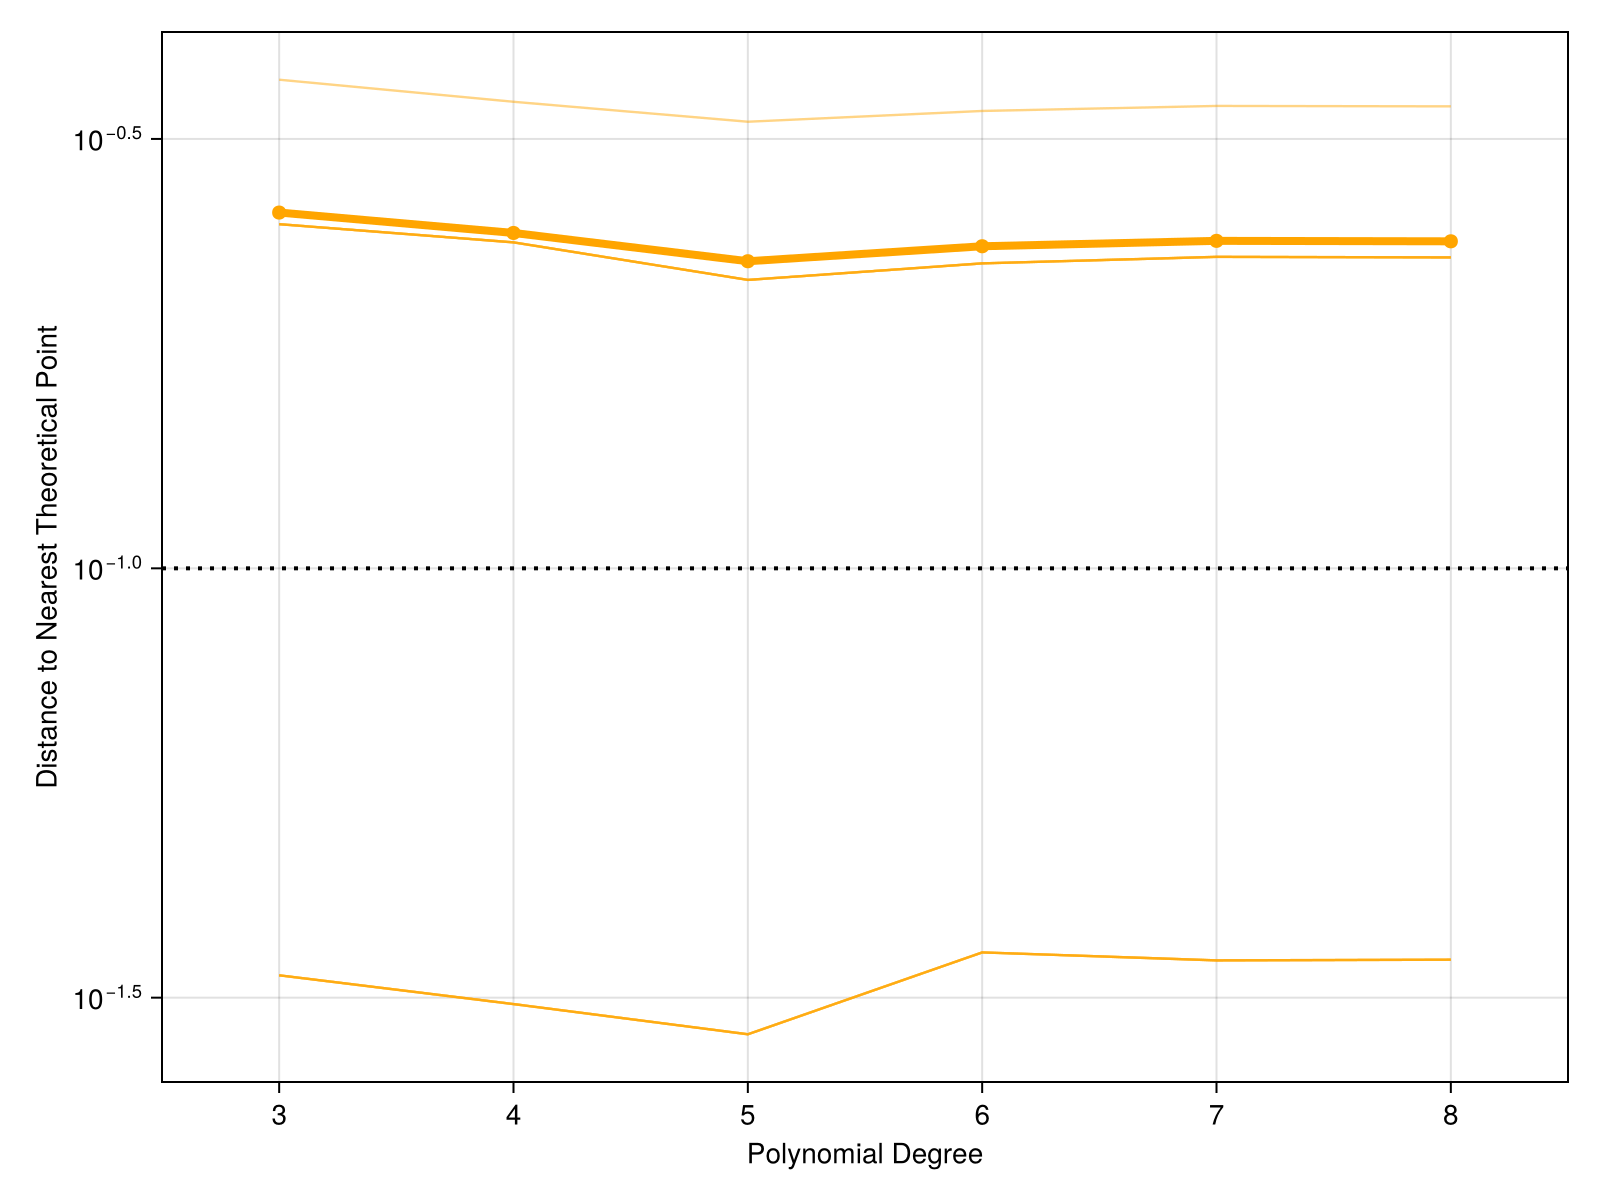 10^−0.5
10^−1.0
10^−1.5
Distance to Nearest Theoretical Point
3 4 5 6 7 8
Polynomial Degree